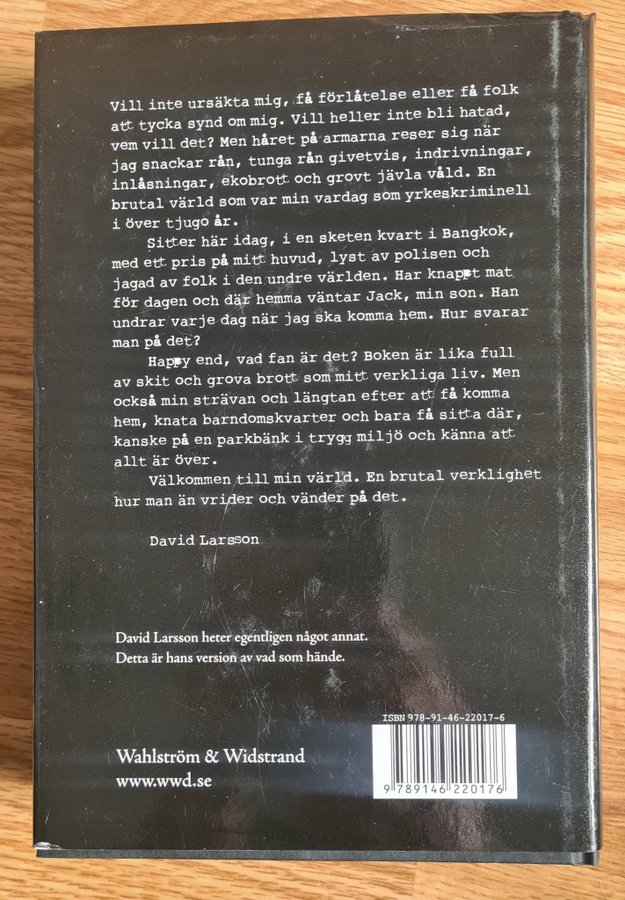 Vill inte ursäkta mig, få förlåtelse eller få folk
att tycka synd om mig. Vill heller inte bli hatad,
vem vill det? Men håret på armarna reser sig när
jag snackar rån, tunga rån givetvis, indrivningar,
inlåsningar, ekobrott och grovt jävla våld. En
brutal värld som var min vardag som yrkeskriminell
i över tjugo år.
Sitter här idag, i en sketen kvart i Bangkok,
med ett pris på mitt huvud, lyst av polisen och
jagad av folk i den undre världen. Har knappt mat
för dagen och där hemma väntar Jack, min son. Han
undrar varje dag när jag ska komma hem. Hur svarar
man på det?
Happy end, vad fan är det? Boken är lika full
av skit och grova brott som mitt verkliga liv. Men
också min strävan och längtan efter att få komma
hem, knata barndomskvarter och bara få sitta där,
kanske på en parkbänk i trygg miljö och känna att
allt är över.
Välkommen till min värld. En brutal verklighet
hur man än vrider och vänder på det.
David Larsson
David Larsson heter egentligen något annat.
Detta är hans version av vad som hände.
ISBN 978-91-46-22017-6
Wahlström & Widstrand
www.wwd.se
9 789146 220176